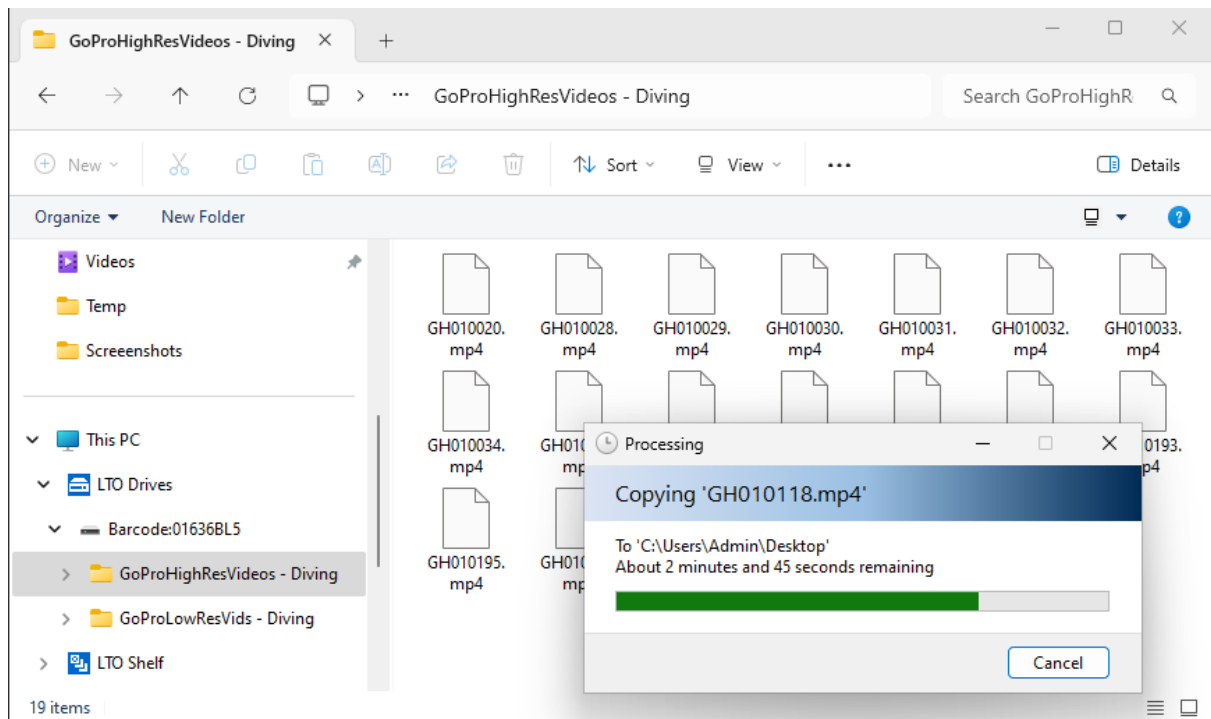 GoProHighResVideos - Diving
GoProHighResVideos - Diving
Search GoProHighR
New
Sort
View
Details
Organize
New Folder
Videos
Temp
Screeenshots
This PC
LTO Drives
Barcode:01636BL5
GoProHighResVideos - Diving
GoProLowResVids - Diving
LTO Shelf
GH010020.
mp4
GH010028.
mp4
GH010029.
mp4
GH010030.
mp4
GH010031.
mp4
GH010032.
mp4
GH010033.
mp4
GH010034.
mp4
GH010195.
mp4
Processing
Copying 'GH010118.mp4'
To 'C:\Users\Admin\Desktop'
About 2 minutes and 45 seconds remaining
Cancel
19 items